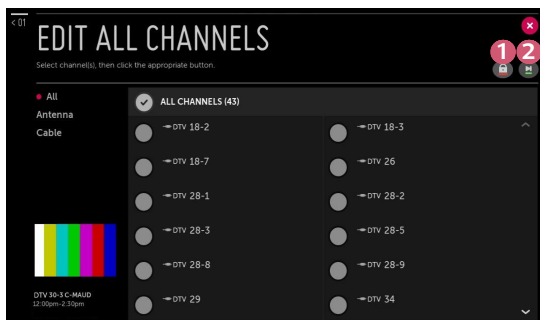 < 01
EDIT ALL CHANNELS
Select channel(s), then click the appropriate button.
1 2
All
Antenna
Cable
ALL CHANNELS (43)
DTV 18-2 DTV 18-3
DTV 18-7 DTV 26
DTV 28-1 DTV 28-2
DTV 28-3 DTV 28-5
DTV 28-8 DTV 28-9
DTV 29 DTV 34
DTV 30-3 C-MAUD
12:00pm-2:30pm